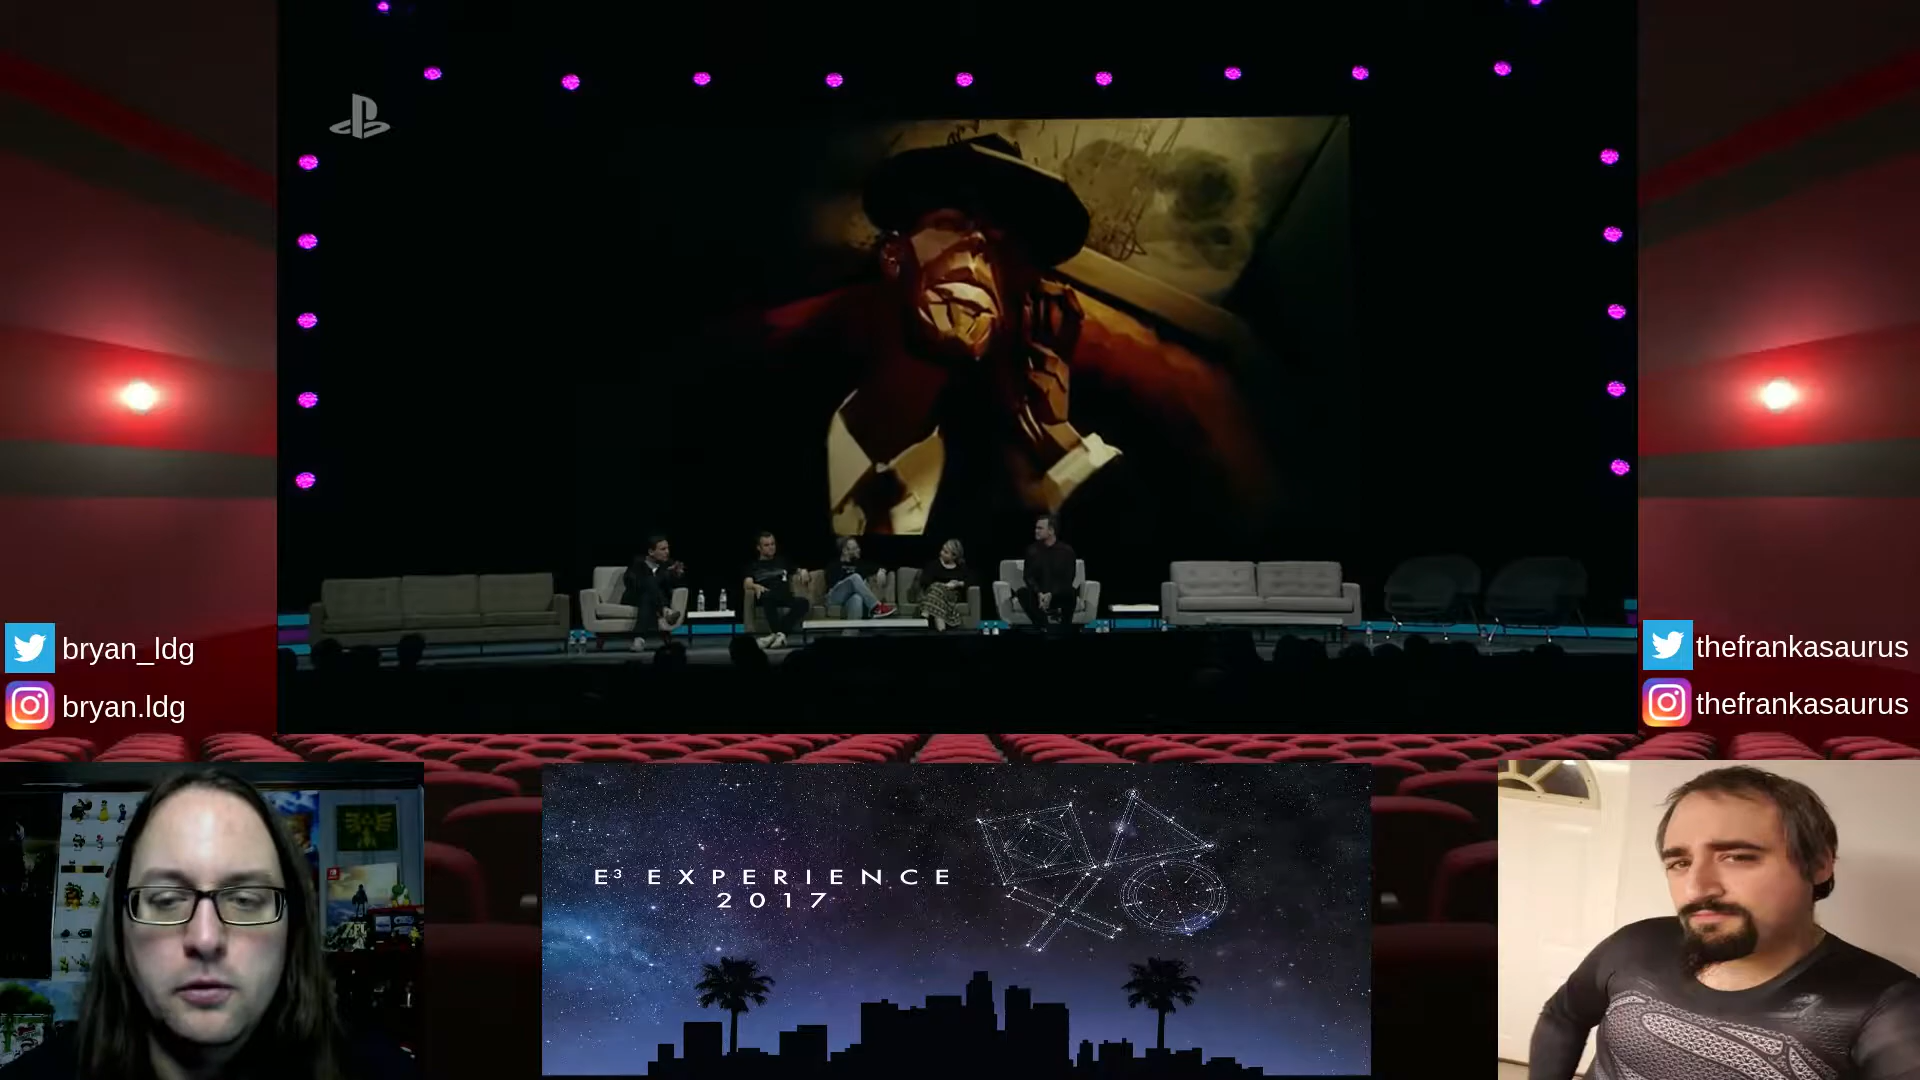 bryan_ldg
bryan.ldg
thefrankasaurus
thefrankasaurus
E³ EXPERIENCE
2017